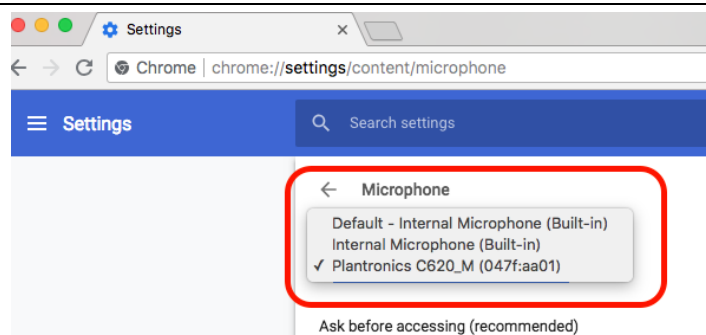 Settings
Chrome | chrome://settings/content/microphone
Settings
Search settings
Microphone
Default - Internal Microphone (Built-in)
Internal Microphone (Built-in)
✓ Plantronics C620_M (047f:aa01)
Ask before accessing (recommended)